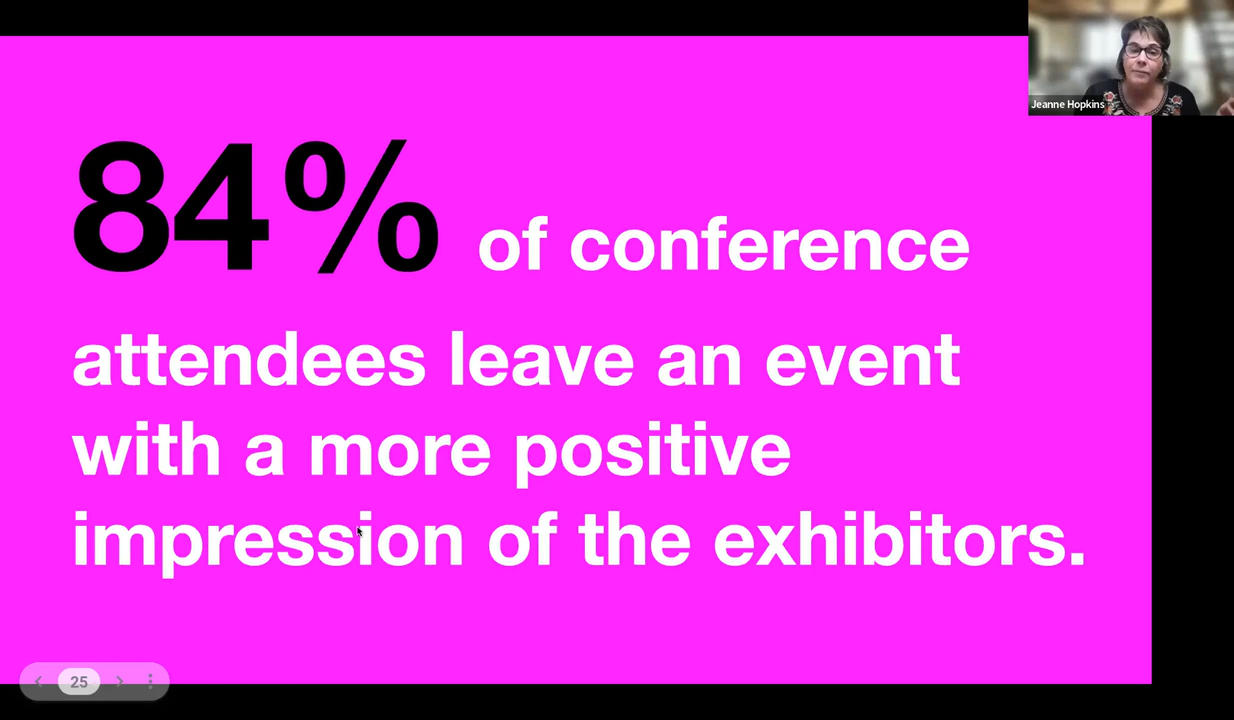 Jeanne Hopkins
84% of conference
attendees leave an event
with a more positive
impression of the exhibitors.
25